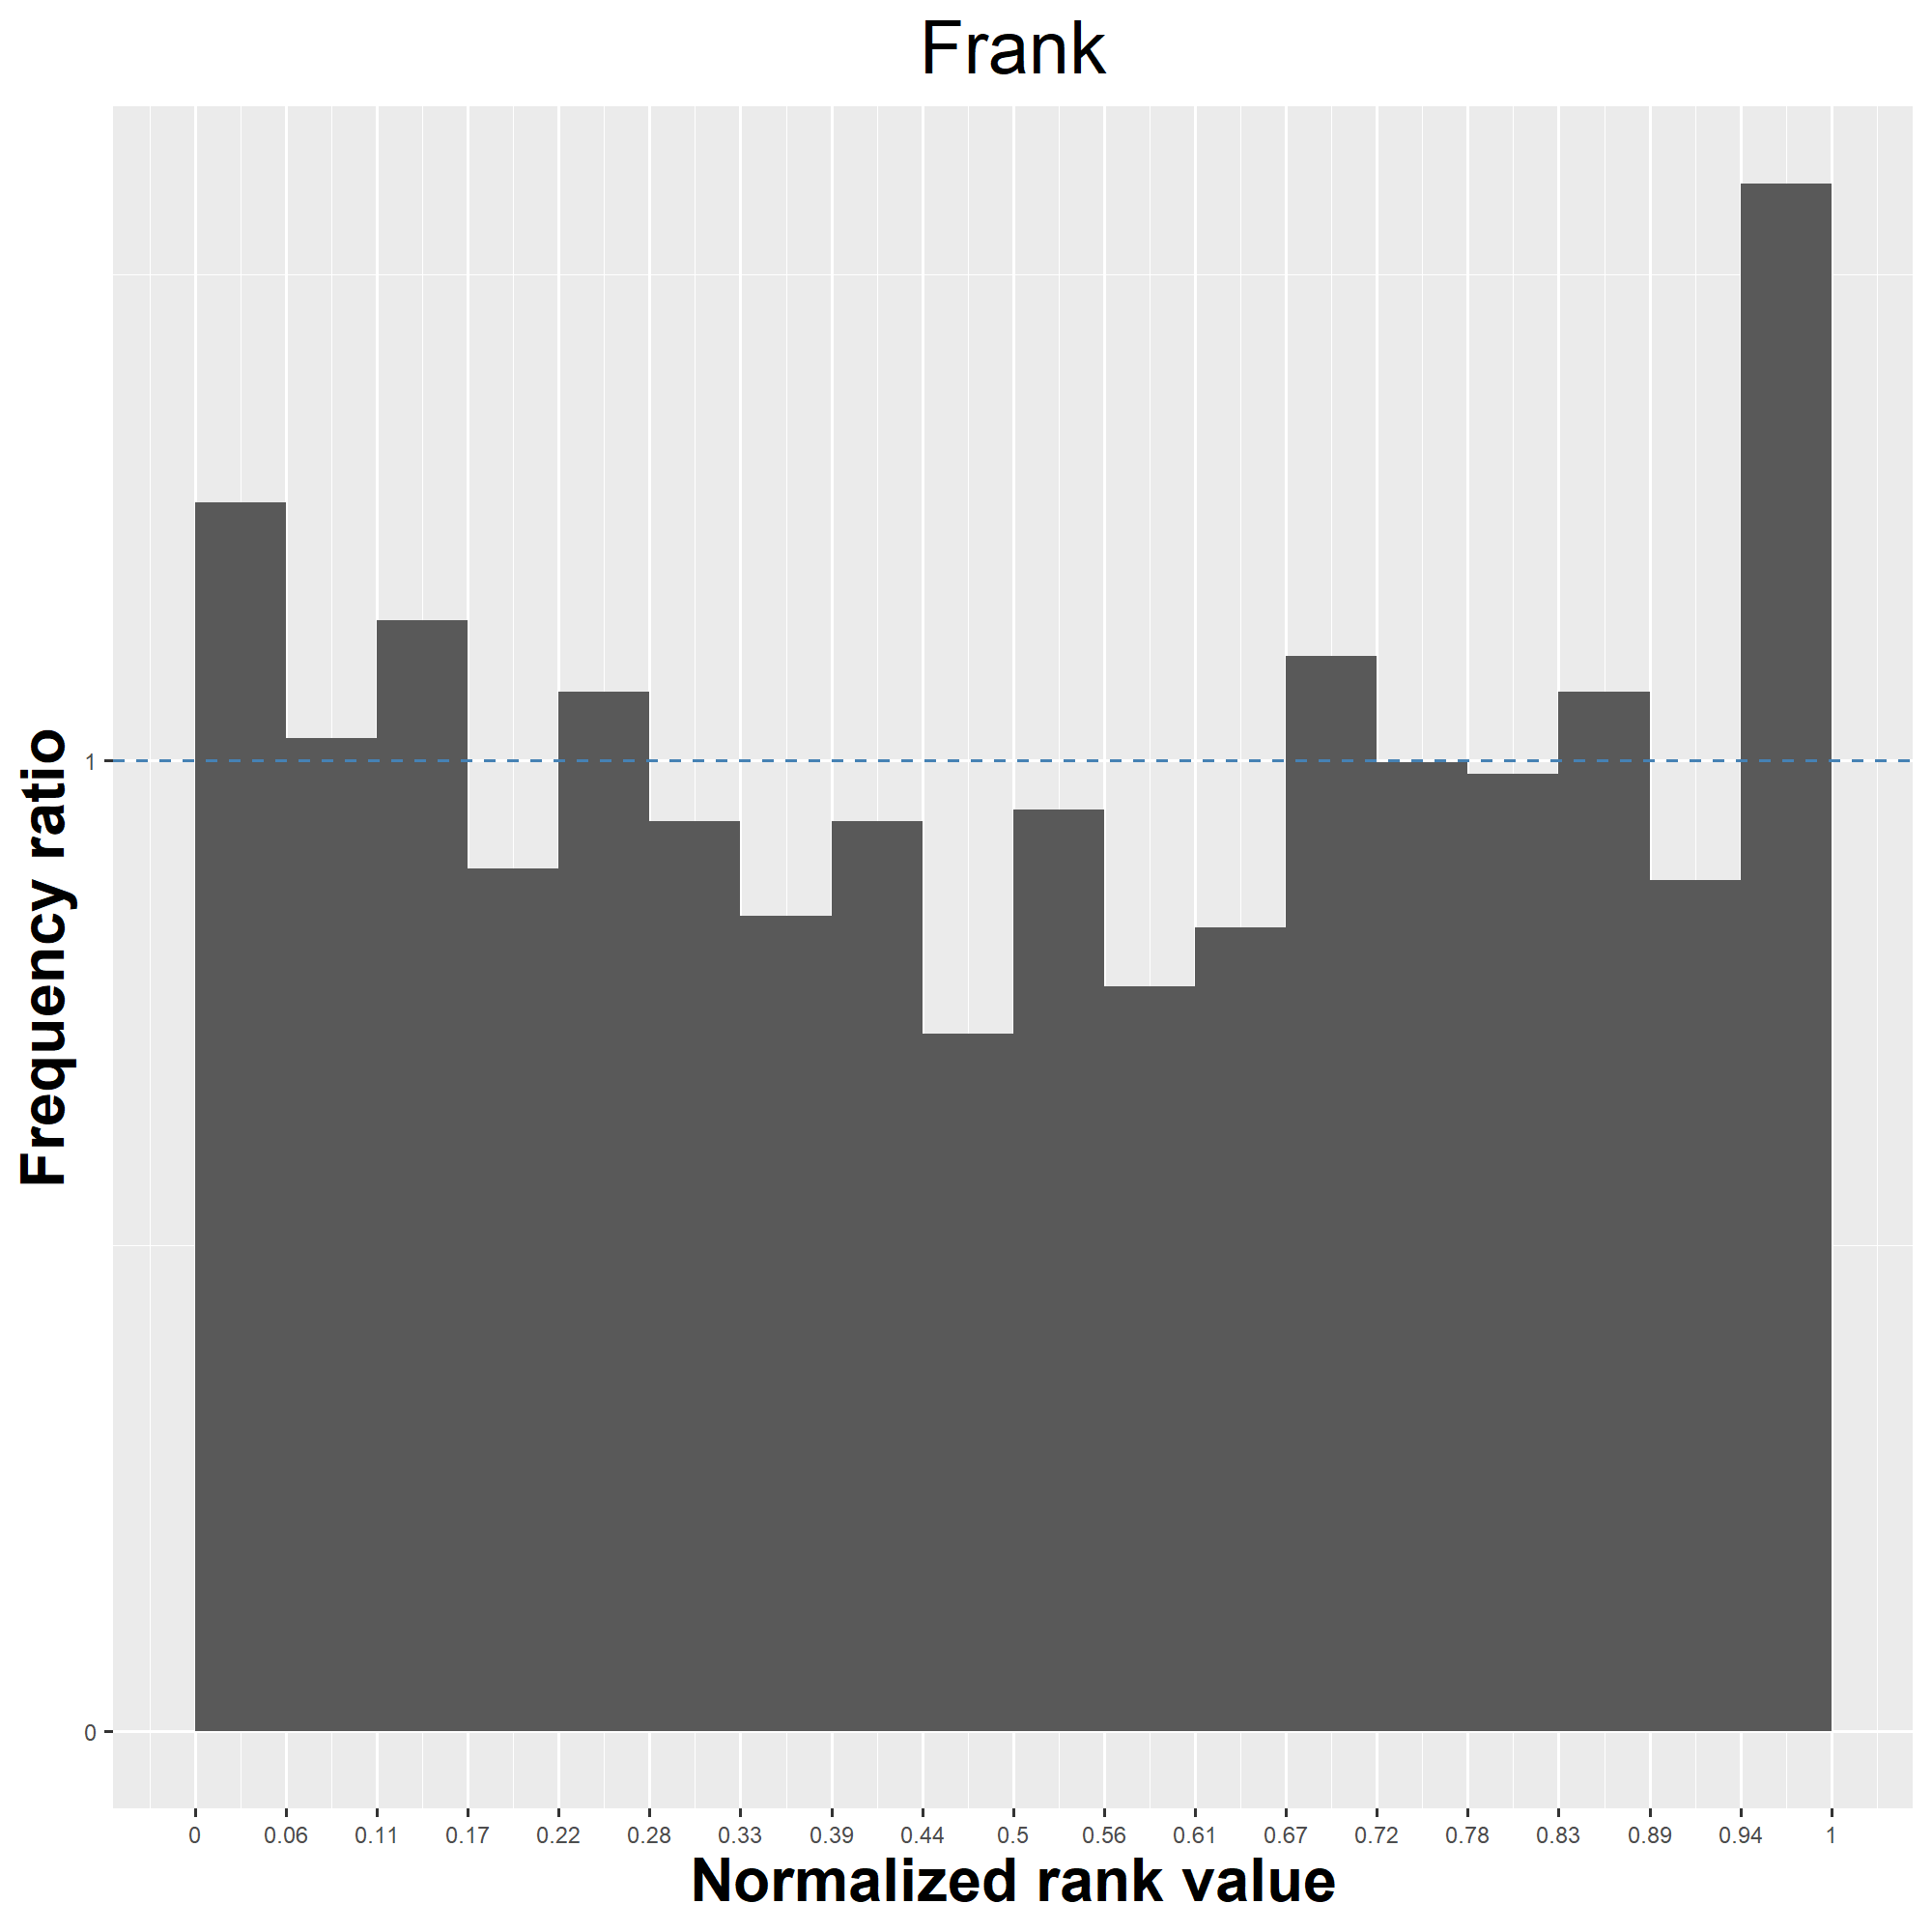 Frank
Frequency ratio
1
0
0 0.06 0.11 0.17 0.22 0.28 0.33 0.39 0.44 0.5 0.56 0.61 0.67 0.72 0.78 0.83 0.89 0.94 1
Normalized rank value